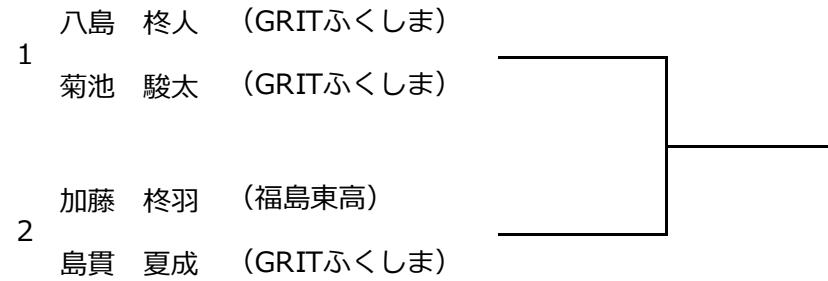 八島　柊人　（GRITふくしま）
1
菊池　駿太　（GRITふくしま）
加藤　柊羽　（福島東高）
2
島貫　夏成　（GRITふくしま）